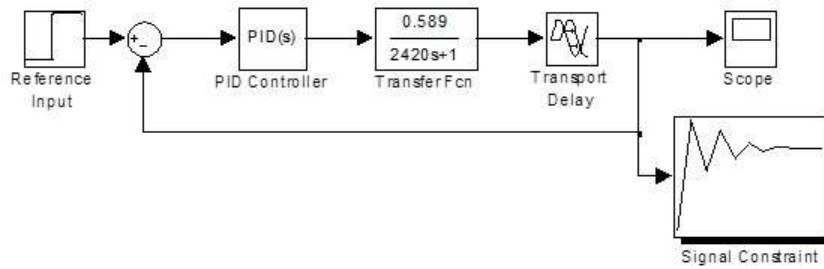 0.589
PID(s)
2420s+1
Reference
Input
PID Controller
Transfer Fcn
Transport
Delay
Scope
Signal Constraint